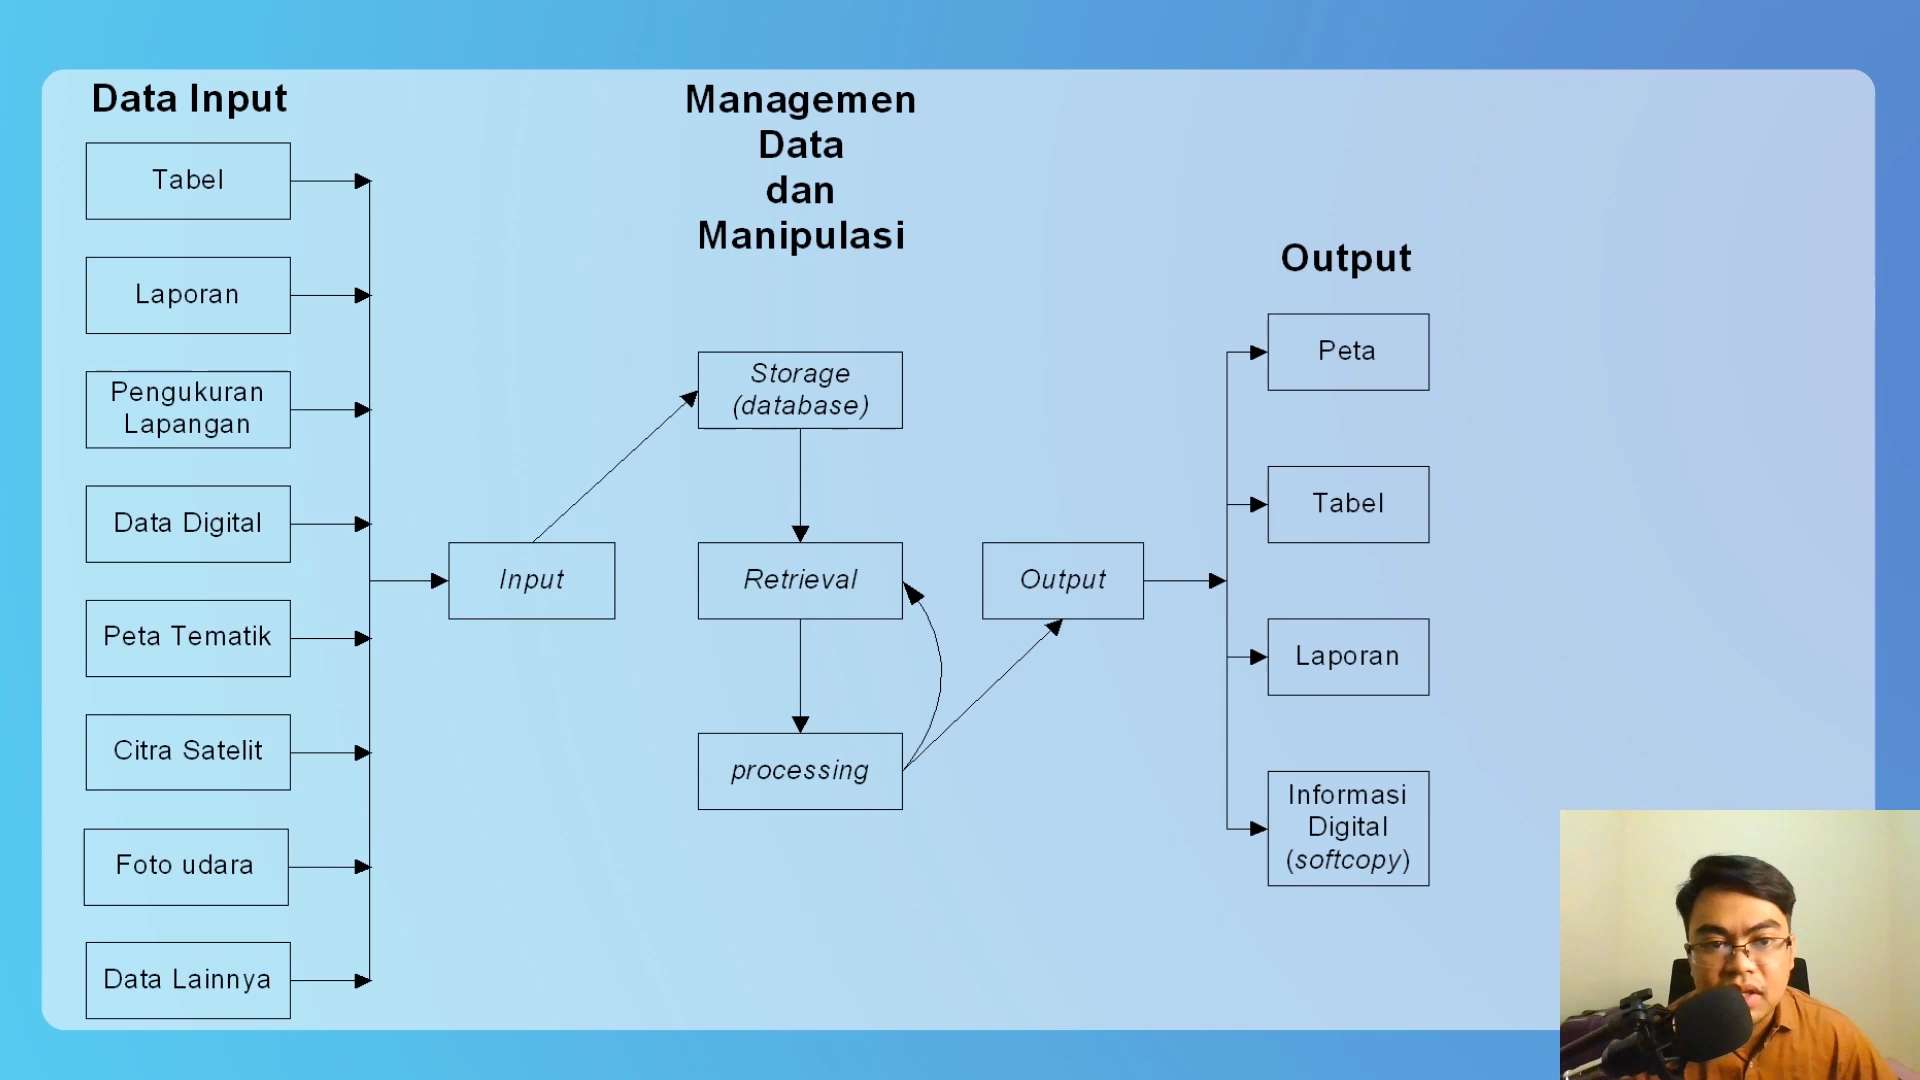 Data Input
Tabel
Laporan
Pengukuran
Lapangan
Data Digital
Peta Tematik
Citra Satelit
Foto udara
Data Lainnya
Input
Managemen
Data
dan
Manipulasi
Storage
(database)
Retrieval
processing
Output
Output
Peta
Tabel
Laporan
Informasi
Digital
(softcopy)